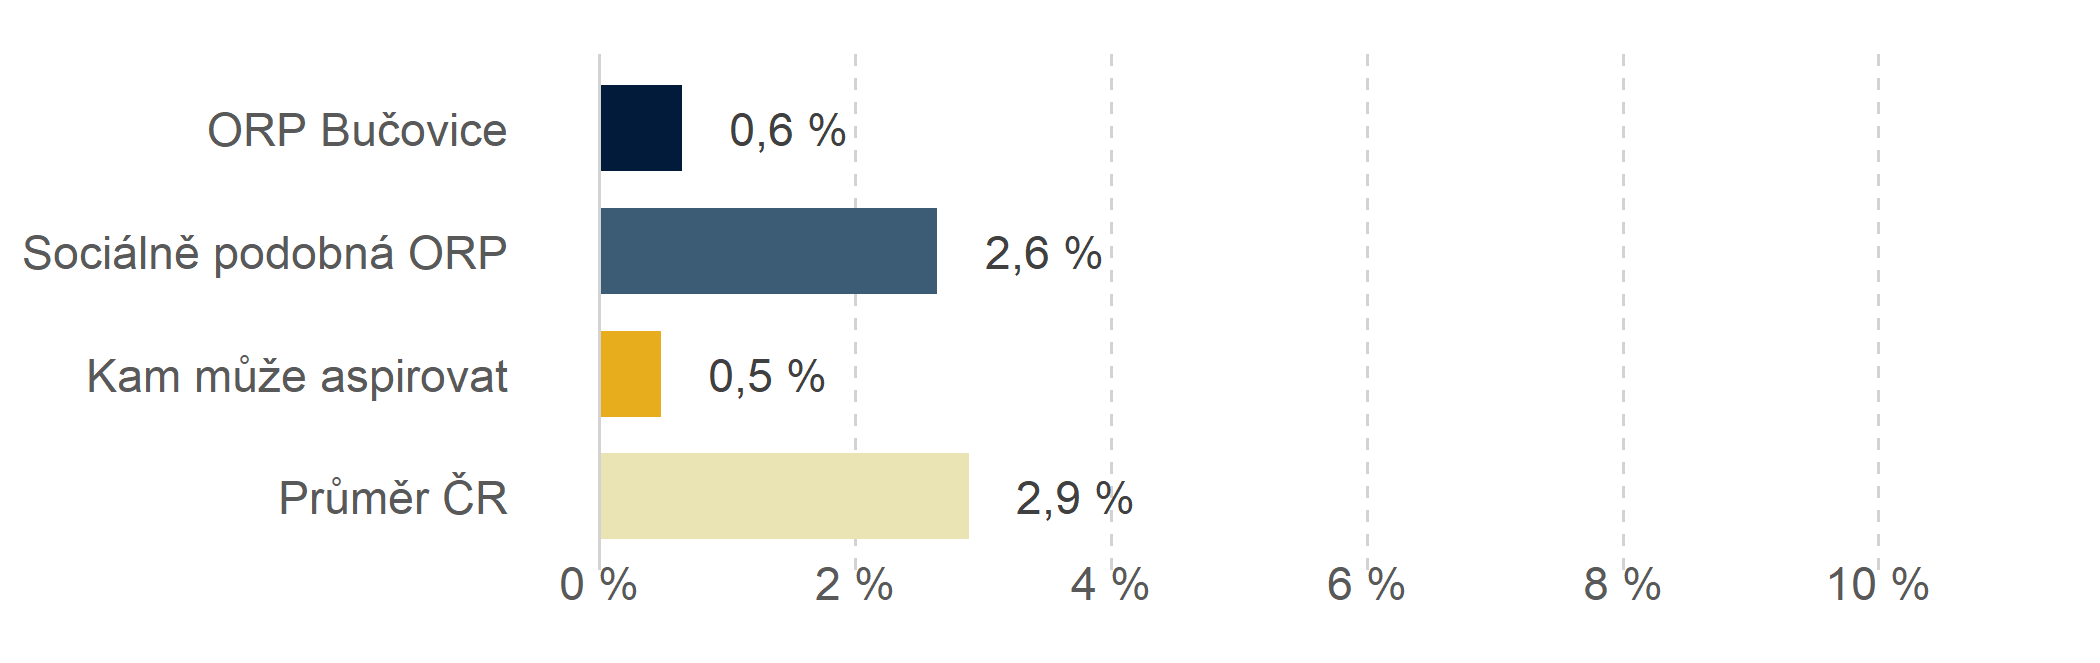 ORP Bučovice 0,6 %
Sociálně podobná ORP 2,6 %
Kam může aspirovat 0,5 %
Průměr ČR 2,9 %
0 % 2 % 4 % 6 % 8 % 10 %